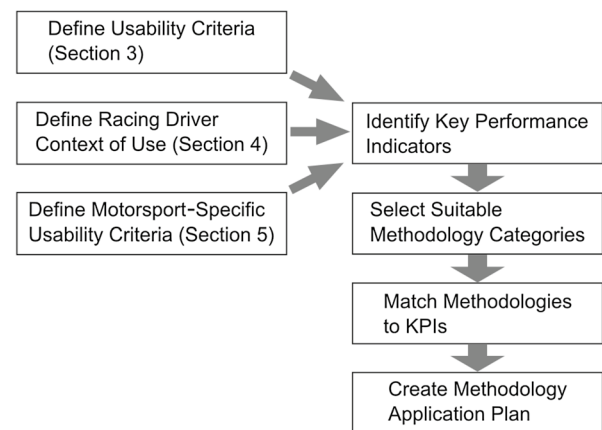 Define Usability Criteria
(Section 3)
Define Racing Driver
Context of Use (Section 4)
Define Motorsport-Specific
Usability Criteria (Section 5)
Identify Key Performance
Indicators
Select Suitable
Methodology Categories
Match Methodologies
to KPIs
Create Methodology
Application Plan